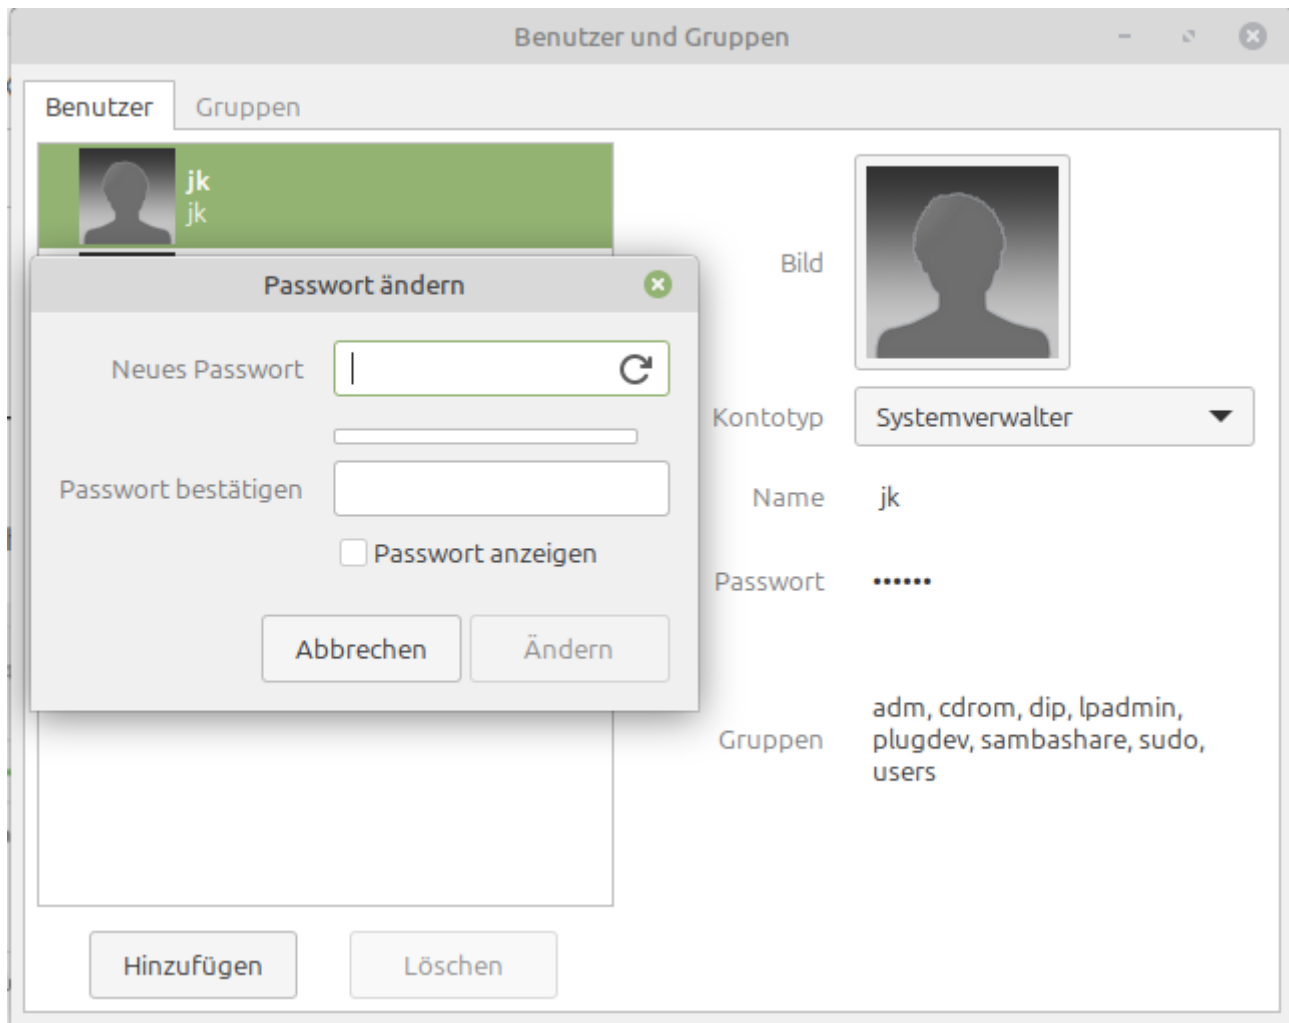 Benutzer und Gruppen
Benutzer
Gruppen
jk
jk
Passwort ändern
Neues Passwort
Passwort bestätigen
Passwort anzeigen
Abbrechen
Ändern
Bild
Kontotyp
Systemverwalter
Name
jk
Passwort
••••••
Gruppen
adm, cdrom, dip, lpadmin,
plugdev, sambashare, sudo,
users
Hinzufügen
Löschen